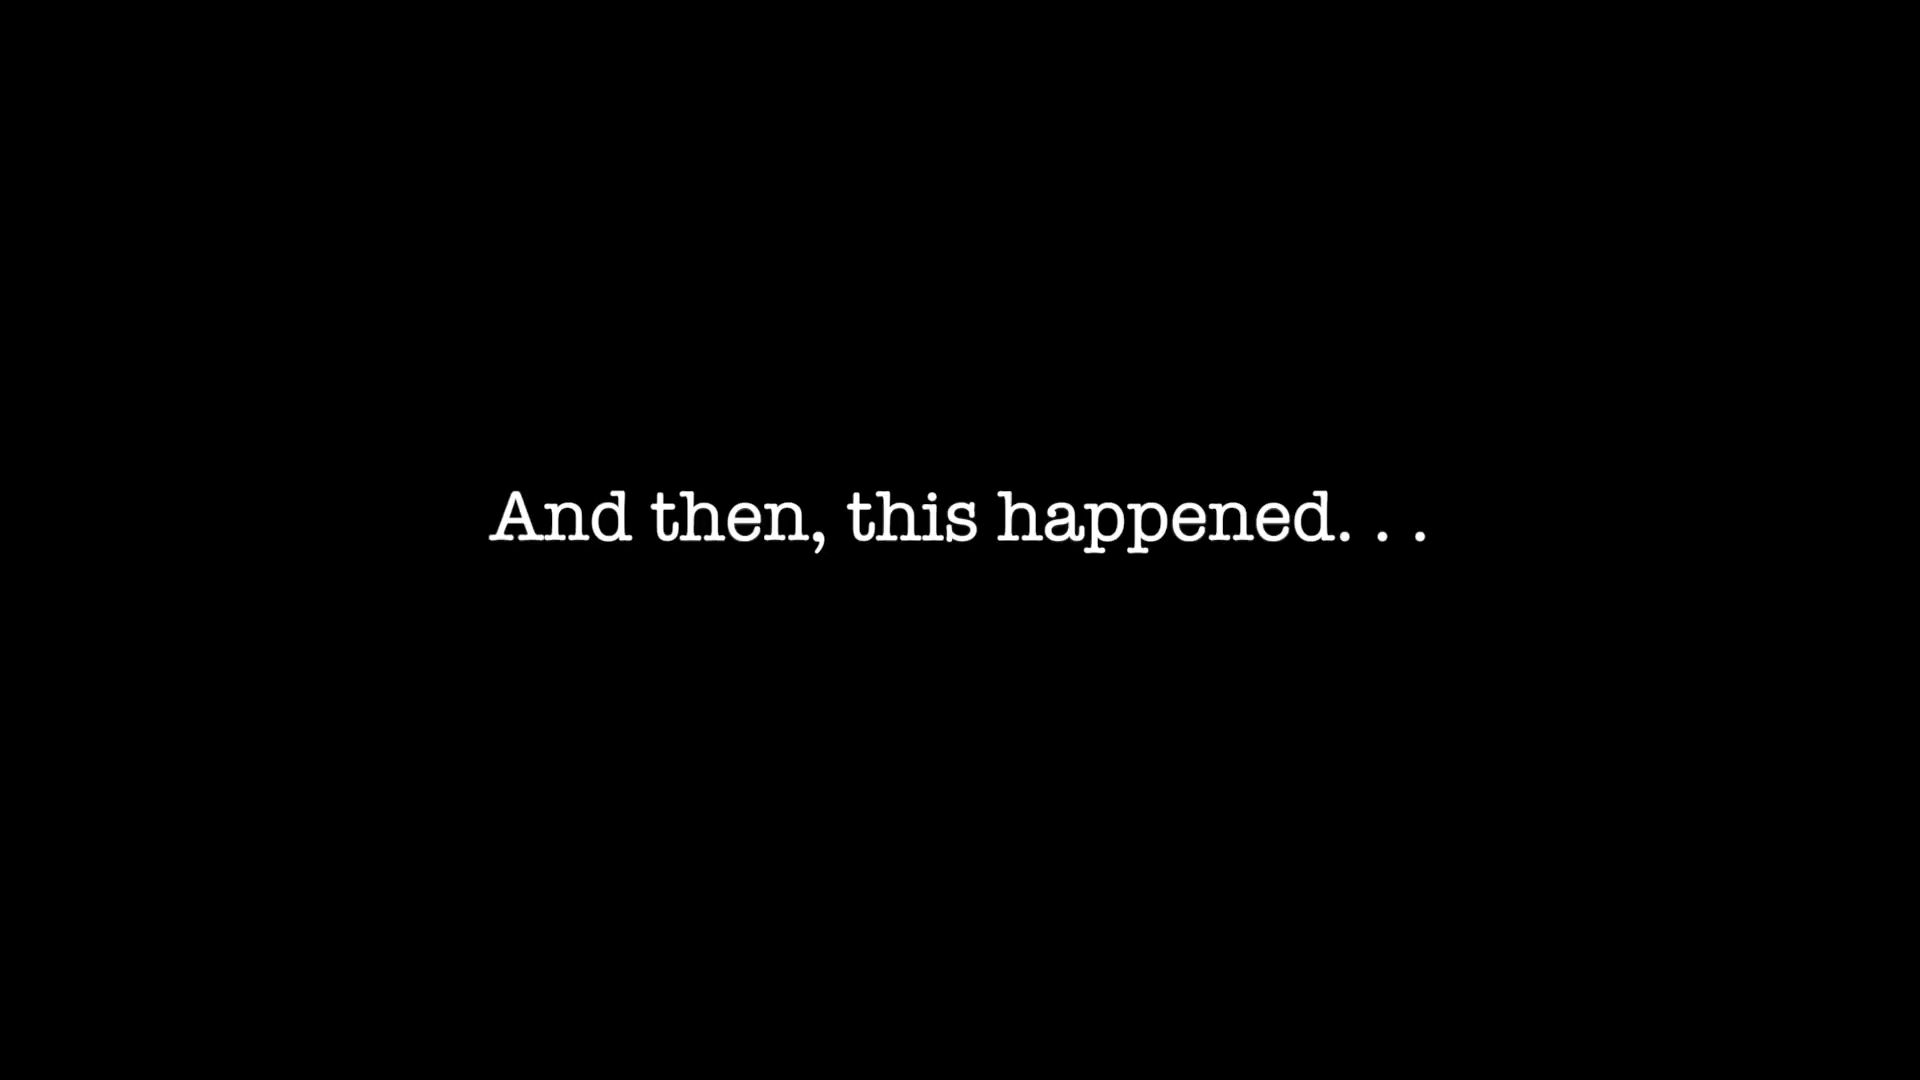 And then, this happened. . .